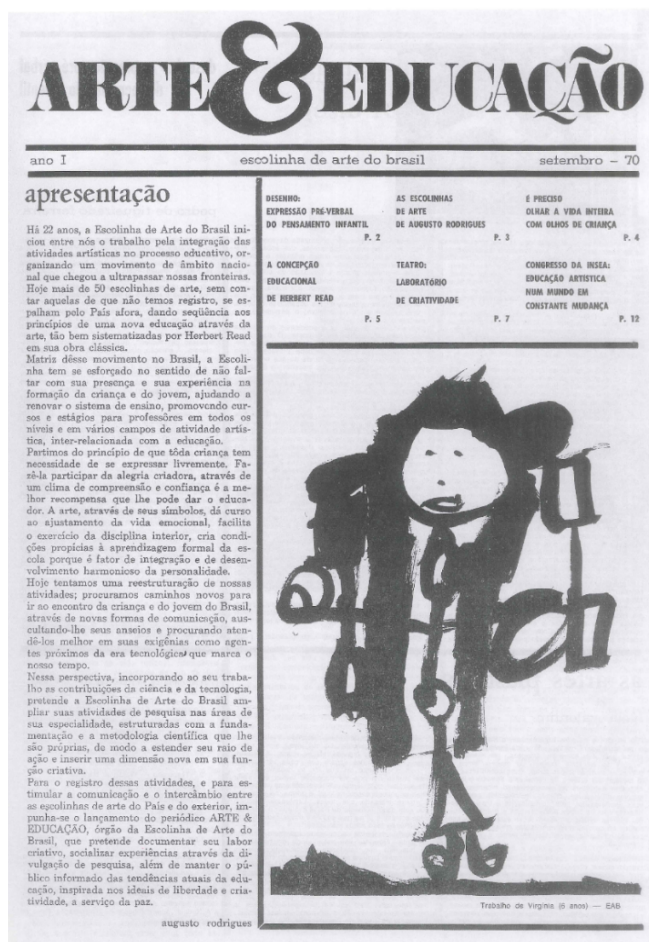 ARTE & EDUCAÇÃO
ano I
escolinha de arte do brasil
setembro - 70
apresentação
Há 22 anos, a Escolinha de Arte do Brasil ini-
ciou entre nós o trabalho pela integração das
atividades artísticas no processo educativo, or-
ganizando um movimento de âmbito nacio-
nal que chegou a ultrapassar nossas fronteiras.
Hoje mais de 50 escolinhas de arte, sem con-
tar aquelas de que não temos registro, se es-
palham pelo País afora, dando seqüência aos
princípios de uma nova educação através da
arte, tão bem sistematizadas por Herbert Read
em sua obra clássica.
Matriz dêsse movimento no Brasil, a Escoli-
nha tem se esforçado no sentido de não fal-
tar com sua presença e sua experiência na
formação da criança e do jovem, ajudando a
renovar o sistema de ensino, promovendo cur-
sos e estágios para professôres em todos os
níveis e em vários campos de atividade artís-
tica, inter-relacionada com a educação.
Partimos do princípio de que tôda criança tem
necessidade de se expressar livremente. Fa-
zê-la participar da alegria criadora, através de
um clima de compreensão e confiança é a me-
lhor recompensa que lhe pode dar o educa-
dor. A arte, através de seus símbolos, dá curso
ao ajustamento da vida emocional, facilita
o exercício da disciplina interior, cria condi-
ções propícias à aprendizagem formal da es-
cola porque é fator de integração e de desen-
volvimento harmonioso da personalidade.
Hoje tentamos uma reestruturação de nossas
atividades; procuramos caminhos novos para
ir ao encontro da criança e do jovem do Brasil,
através de novas formas de comunicação, aus-
cultando-lhe seus anseios e procurando aten-
dê-los melhor em suas exigências como agen-
tes próximos da era tecnológica que marca o
nosso tempo.
Nessa perspectiva, incorporando ao seu traba-
lho as contribuições da ciência e da tecnologia,
pretende a Escolinha de Arte do Brasil am-
pliar suas atividades de pesquisa nas áreas de
sua especialidade, estruturadas com a funda-
mentação e a metodologia científica que lhe
são próprias, de modo a estender seu raio de
ação e inserir uma dimensão nova em sua fun-
ção criativa.
Para o registro dessas atividades, e para es-
timular a comunicação e o intercâmbio entre
as escolinhas de arte do País e do exterior, im-
punha-se o lançamento do periódico ARTE &
EDUCAÇÃO, órgão da Escolinha de Arte do
Brasil, que pretende documentar seu labor
criativo, socializar experiências através da di-
vulgação de pesquisa, além de manter o pú-
blico informado das tendências atuais da edu-
cação, inspirada nos ideais de liberdade e cria-
tividade, a serviço da paz.
augusto rodrigues
DESENHO:
EXPRESSÃO PRÉ-VERBAL
DO PENSAMENTO INFANTIL
P. 2
AS ESCOLINHAS
DE ARTE
DE AUGUSTO RODRIGUES
P. 3
É PRECISO
OLHAR A VIDA INTEIRA
COM OLHOS DE CRIANÇA
P. 4
A CONCEPÇÃO
EDUCACIONAL
DE HERBERT READ
P. 5
TEATRO:
LABORATÓRIO
DE CRIATIVIDADE
P. 7
CONGRESSO DA INSEA:
EDUCAÇÃO ARTÍSTICA
NUM MUNDO EM
CONSTANTE MUDANÇA
P. 12
Trabalho de Virgínia (5 anos) — EAB